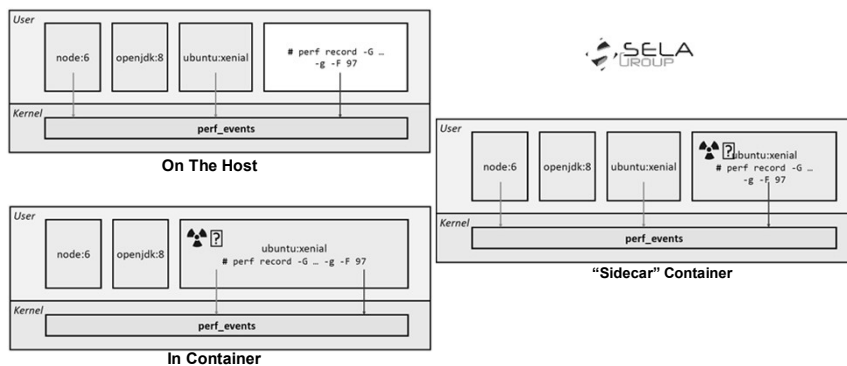 User
node:6
openjdk:8
ubuntu:xenial
# perf record -G …
-g -F 97
Kernel
perf_events
On The Host
SELA
GROUP
User
node:6
openjdk:8
ubuntu:xenial
?
ubuntu:xenial
# perf record -G …
-g -F 97
Kernel
perf_events
“Sidecar” Container
User
node:6
openjdk:8
?
ubuntu:xenial
# perf record -G … -g -F 97
Kernel
perf_events
In Container